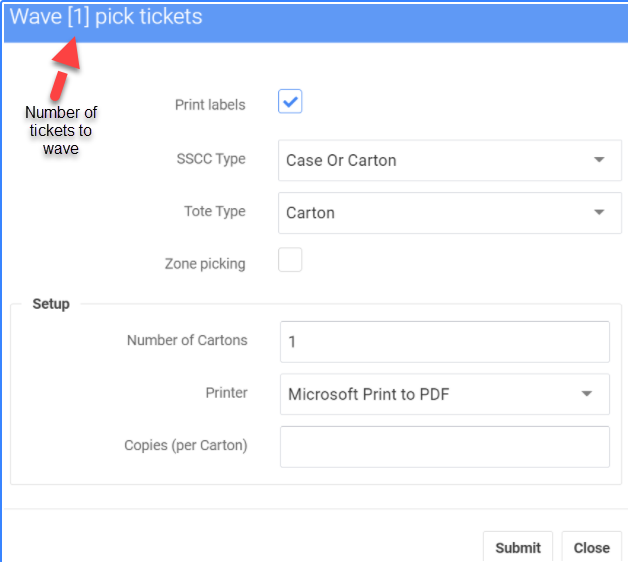 Wave [1] pick tickets
Number of
tickets to
wave
Print labels
SSCC Type
Case Or Carton
Tote Type
Carton
Zone picking
Setup
Number of Cartons
1
Printer
Microsoft Print to PDF
Copies (per Carton)
Submit
Close